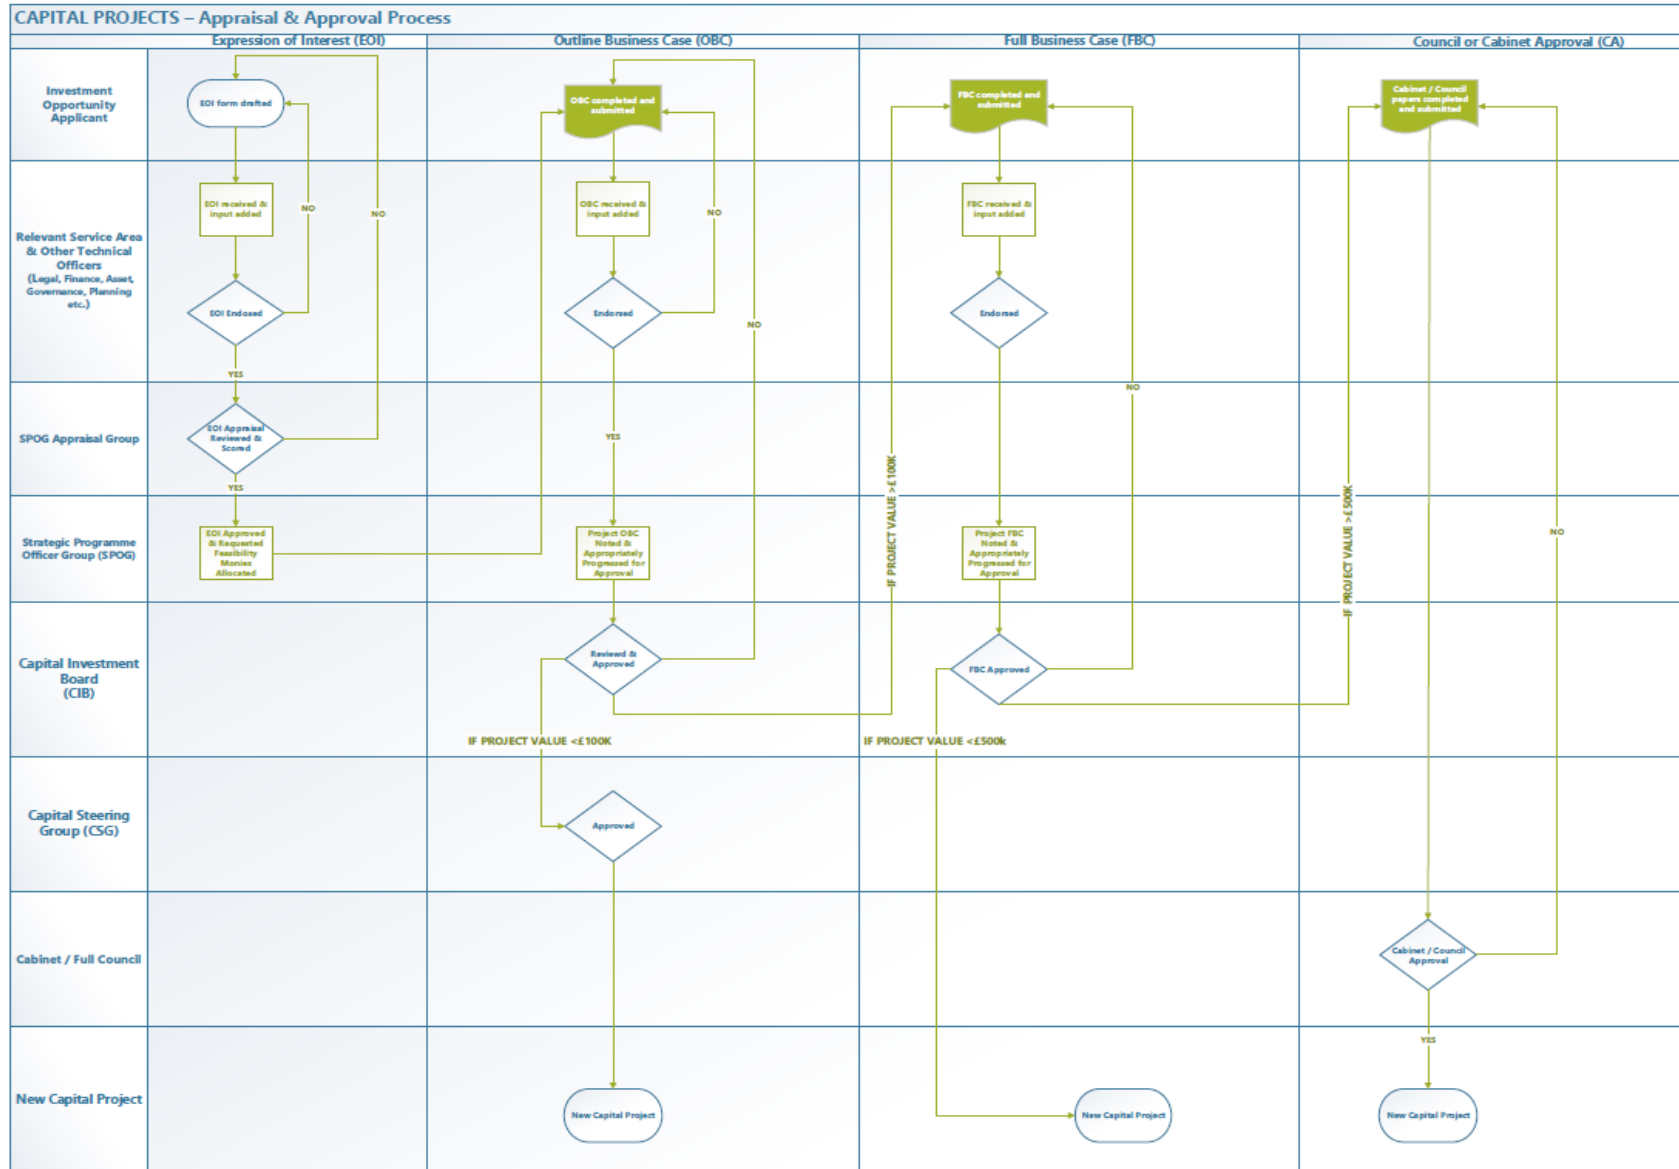 CAPITAL PROJECTS – Appraisal & Approval Process
Expression of Interest (EOI)
Outline Business Case (OBC)
Full Business Case (FBC)
Council or Cabinet Approval (CA)
Investment
Opportunity
Applicant
EOI form drafted
OBC completed and
submitted
FBC completed and
submitted
Cabinet / Council
papers completed
and submitted
Relevant Service Area
& Other Technical
Officers
(Legal, Finance, Asset,
Governance, Planning
etc.)
EOI received &
input added
NO
NO
OBC received &
input added
NO
FBC received &
input added
EOI Endosed
Endorsed
NO
Endorsed
YES
NO
SPOG Appraisal Group
EOI Appraisal
Reviewed &
Scored
YES
YES
IF PROJECT VALUE >£100K
IF PROJECT VALUE >£500K
NO
Strategic Programme
Officer Group (SPOG)
EOI Approved
& Requested
Feasibility
Monies
Allocated
Project OBC
Noted &
Appropriately
Progressed for
Approval
Project FBC
Noted &
Appropriately
Progressed for
Approval
Capital Investment
Board
(CIB)
Reviewd &
Approved
FBC Approved
IF PROJECT VALUE <£100K
IF PROJECT VALUE <£500k
Capital Steering
Group (CSG)
Approved
Cabinet / Full Council
Cabinet / Council
Approval
YES
New Capital Project
New Capital Project
New Capital Project
New Capital Project